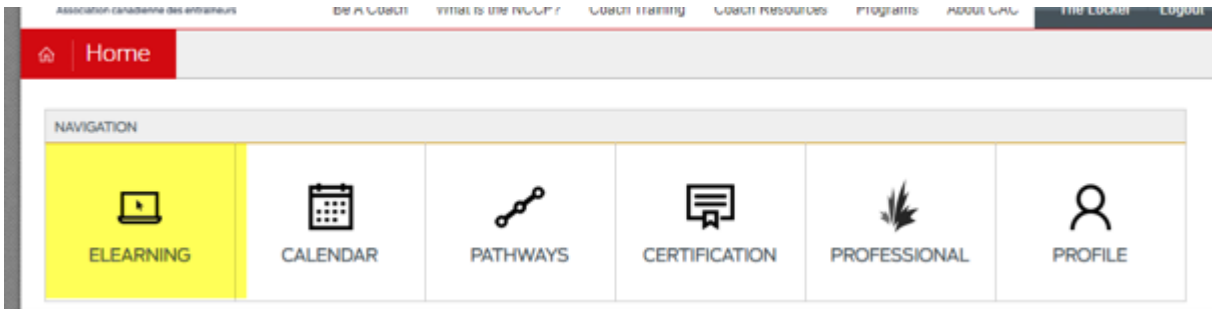 Association canadienne des entraîneurs
Be A Coach What is the NCCP? Coach Training Coach Resources Programs About CAC The Locker Logout
Home
NAVIGATION
ELEARNING CALENDAR PATHWAYS CERTIFICATION PROFESSIONAL PROFILE